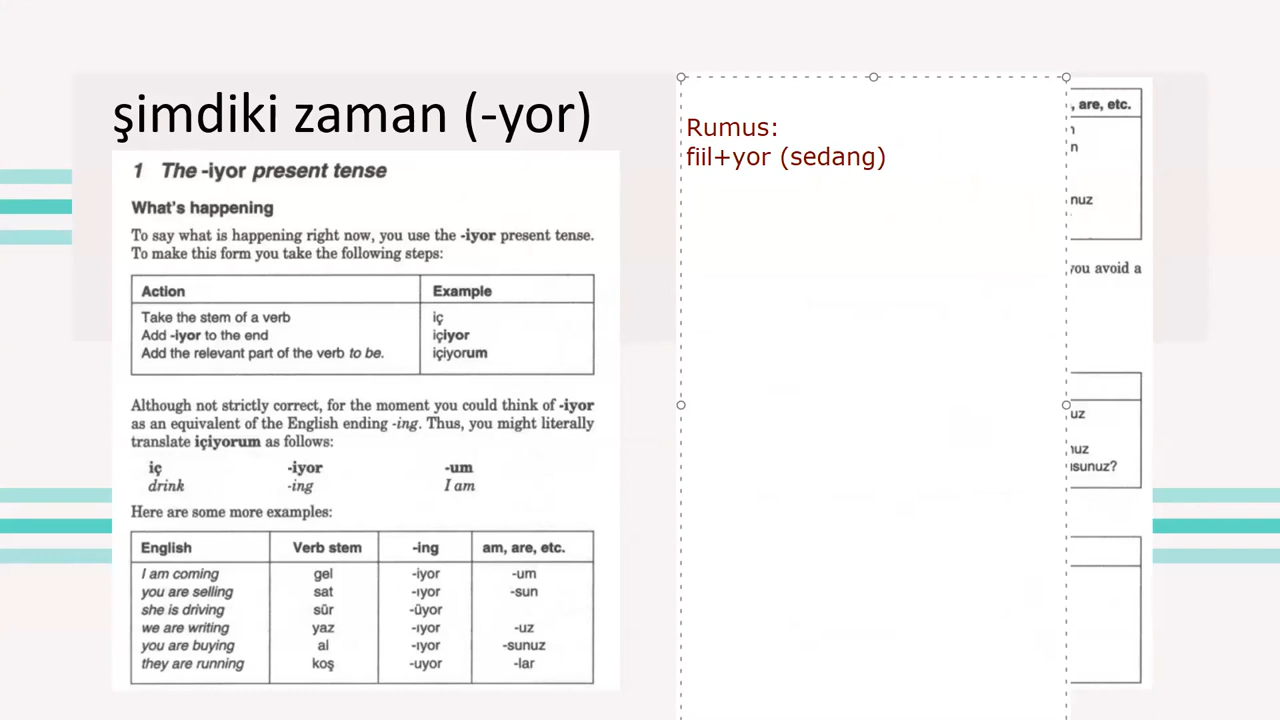 şimdiki zaman (-yor)
1 The -iyor present tense
What's happening
To say what is happening right now, you use the -iyor present tense.
To make this form you take the following steps:
Action Example
Take the stem of a verb iç
Add -iyor to the end içiyor
Add the relevant part of the verb to be. içiyorum
Although not strictly correct, for the moment you could think of -iyor
as an equivalent of the English ending -ing. Thus, you might literally
translate içiyorum as follows:
iç -iyor -um
drink -ing I am
Here are some more examples:
English Verb stem -ing am, are, etc.
I am coming gel -iyor -um
you are selling sat -ıyor -sun
she is driving sür -üyor
we are writing yaz -ıyor -uz
you are buying al -ıyor -sunuz
they are running koş -uyor -lar
Rumus:
fiil+yor (sedang)
, are, etc.
nuz
you avoid a
uz
nuz
usunuz?